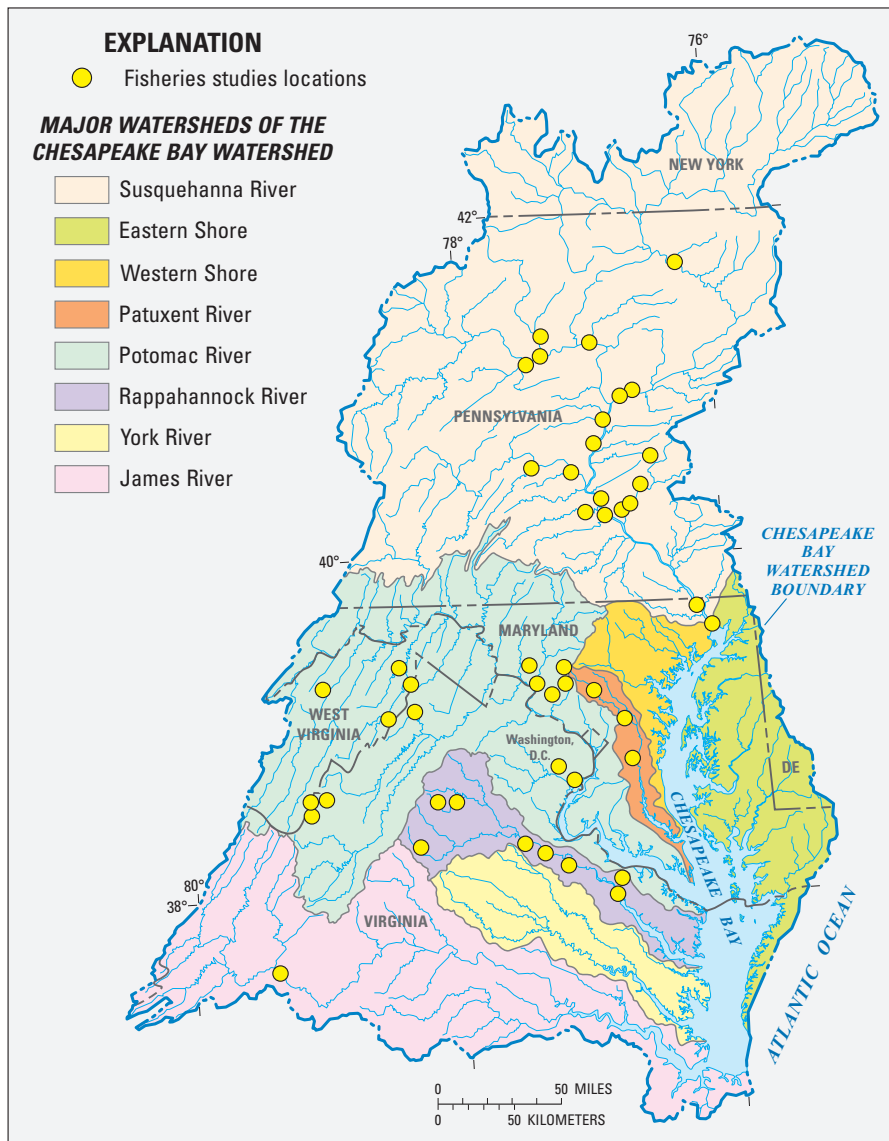 EXPLANATION
Fisheries studies locations
MAJOR WATERSHEDS OF THE
CHESAPEAKE BAY WATERSHED
Susquehanna River
Eastern Shore
Western Shore
Patuxent River
Potomac River
Rappahannock River
York River
James River
76°
NEW YORK
42°
78°
PENNSYLVANIA
40°
CHESAPEAKE
BAY
WATERSHED
BOUNDARY
MARYLAND
WEST
VIRGINIA
Washington,
D.C.
DE
CHESAPEAKE BAY
80°
38°
VIRGINIA
ATLANTIC OCEAN
0 50 MILES
0 50 KILOMETERS